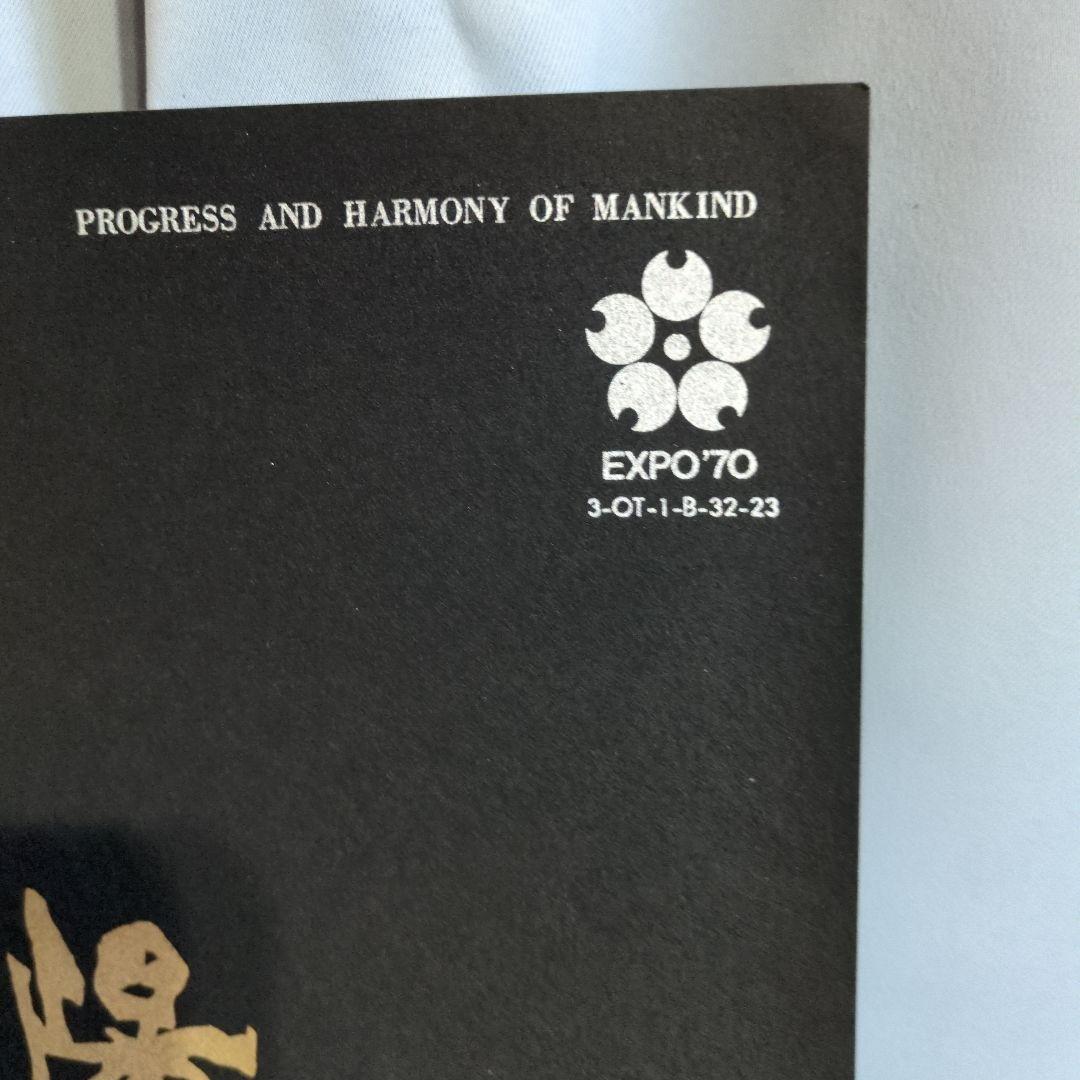 PROGRESS AND HARMONY OF MANKIND
EXPO'70
3-OT-1-B-32-23